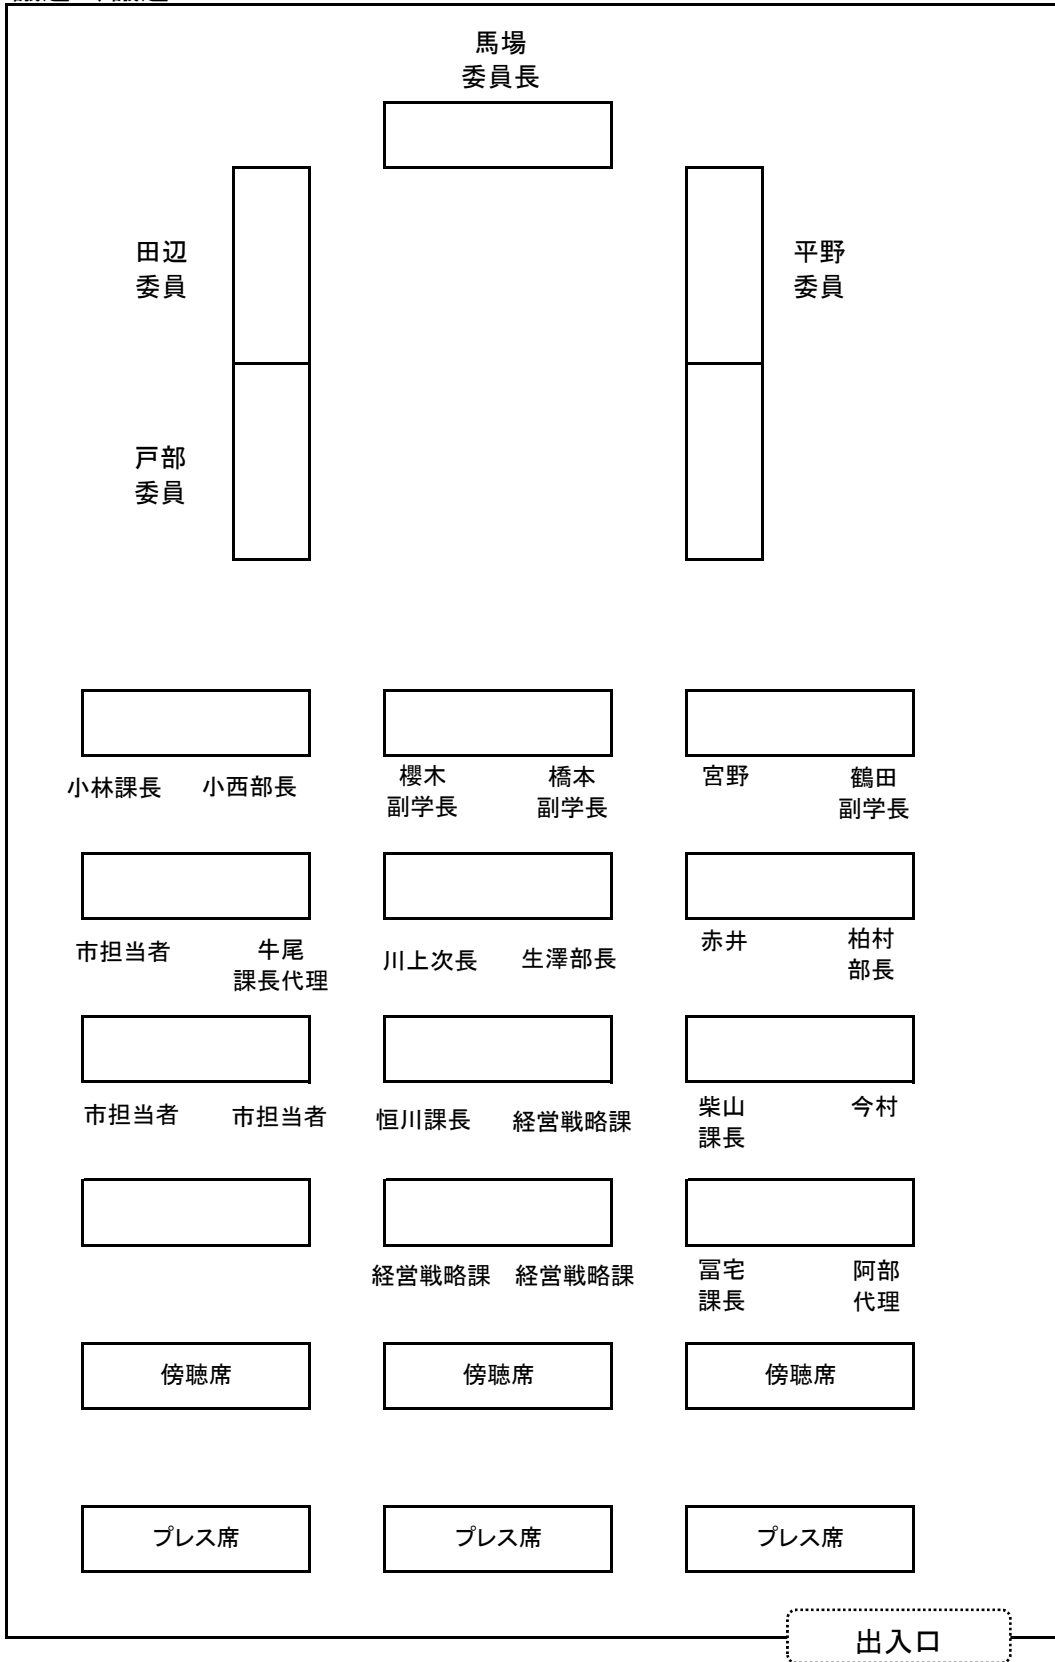 馬場
委員長
田辺
委員
平野
委員
戸部
委員
小林課長 小西部長
櫻木
副学長
橋本
副学長
宮野
鶴田
副学長
市担当者
牛尾
課長代理
川上次長 生澤部長
赤井
柏村
部長
市担当者 市担当者
恒川課長 経営戦略課
柴山
課長
今村
経営戦略課 経営戦略課
冨宅
課長
阿部
代理
傍聴席 傍聴席 傍聴席
プレス席 プレス席 プレス席
出入口